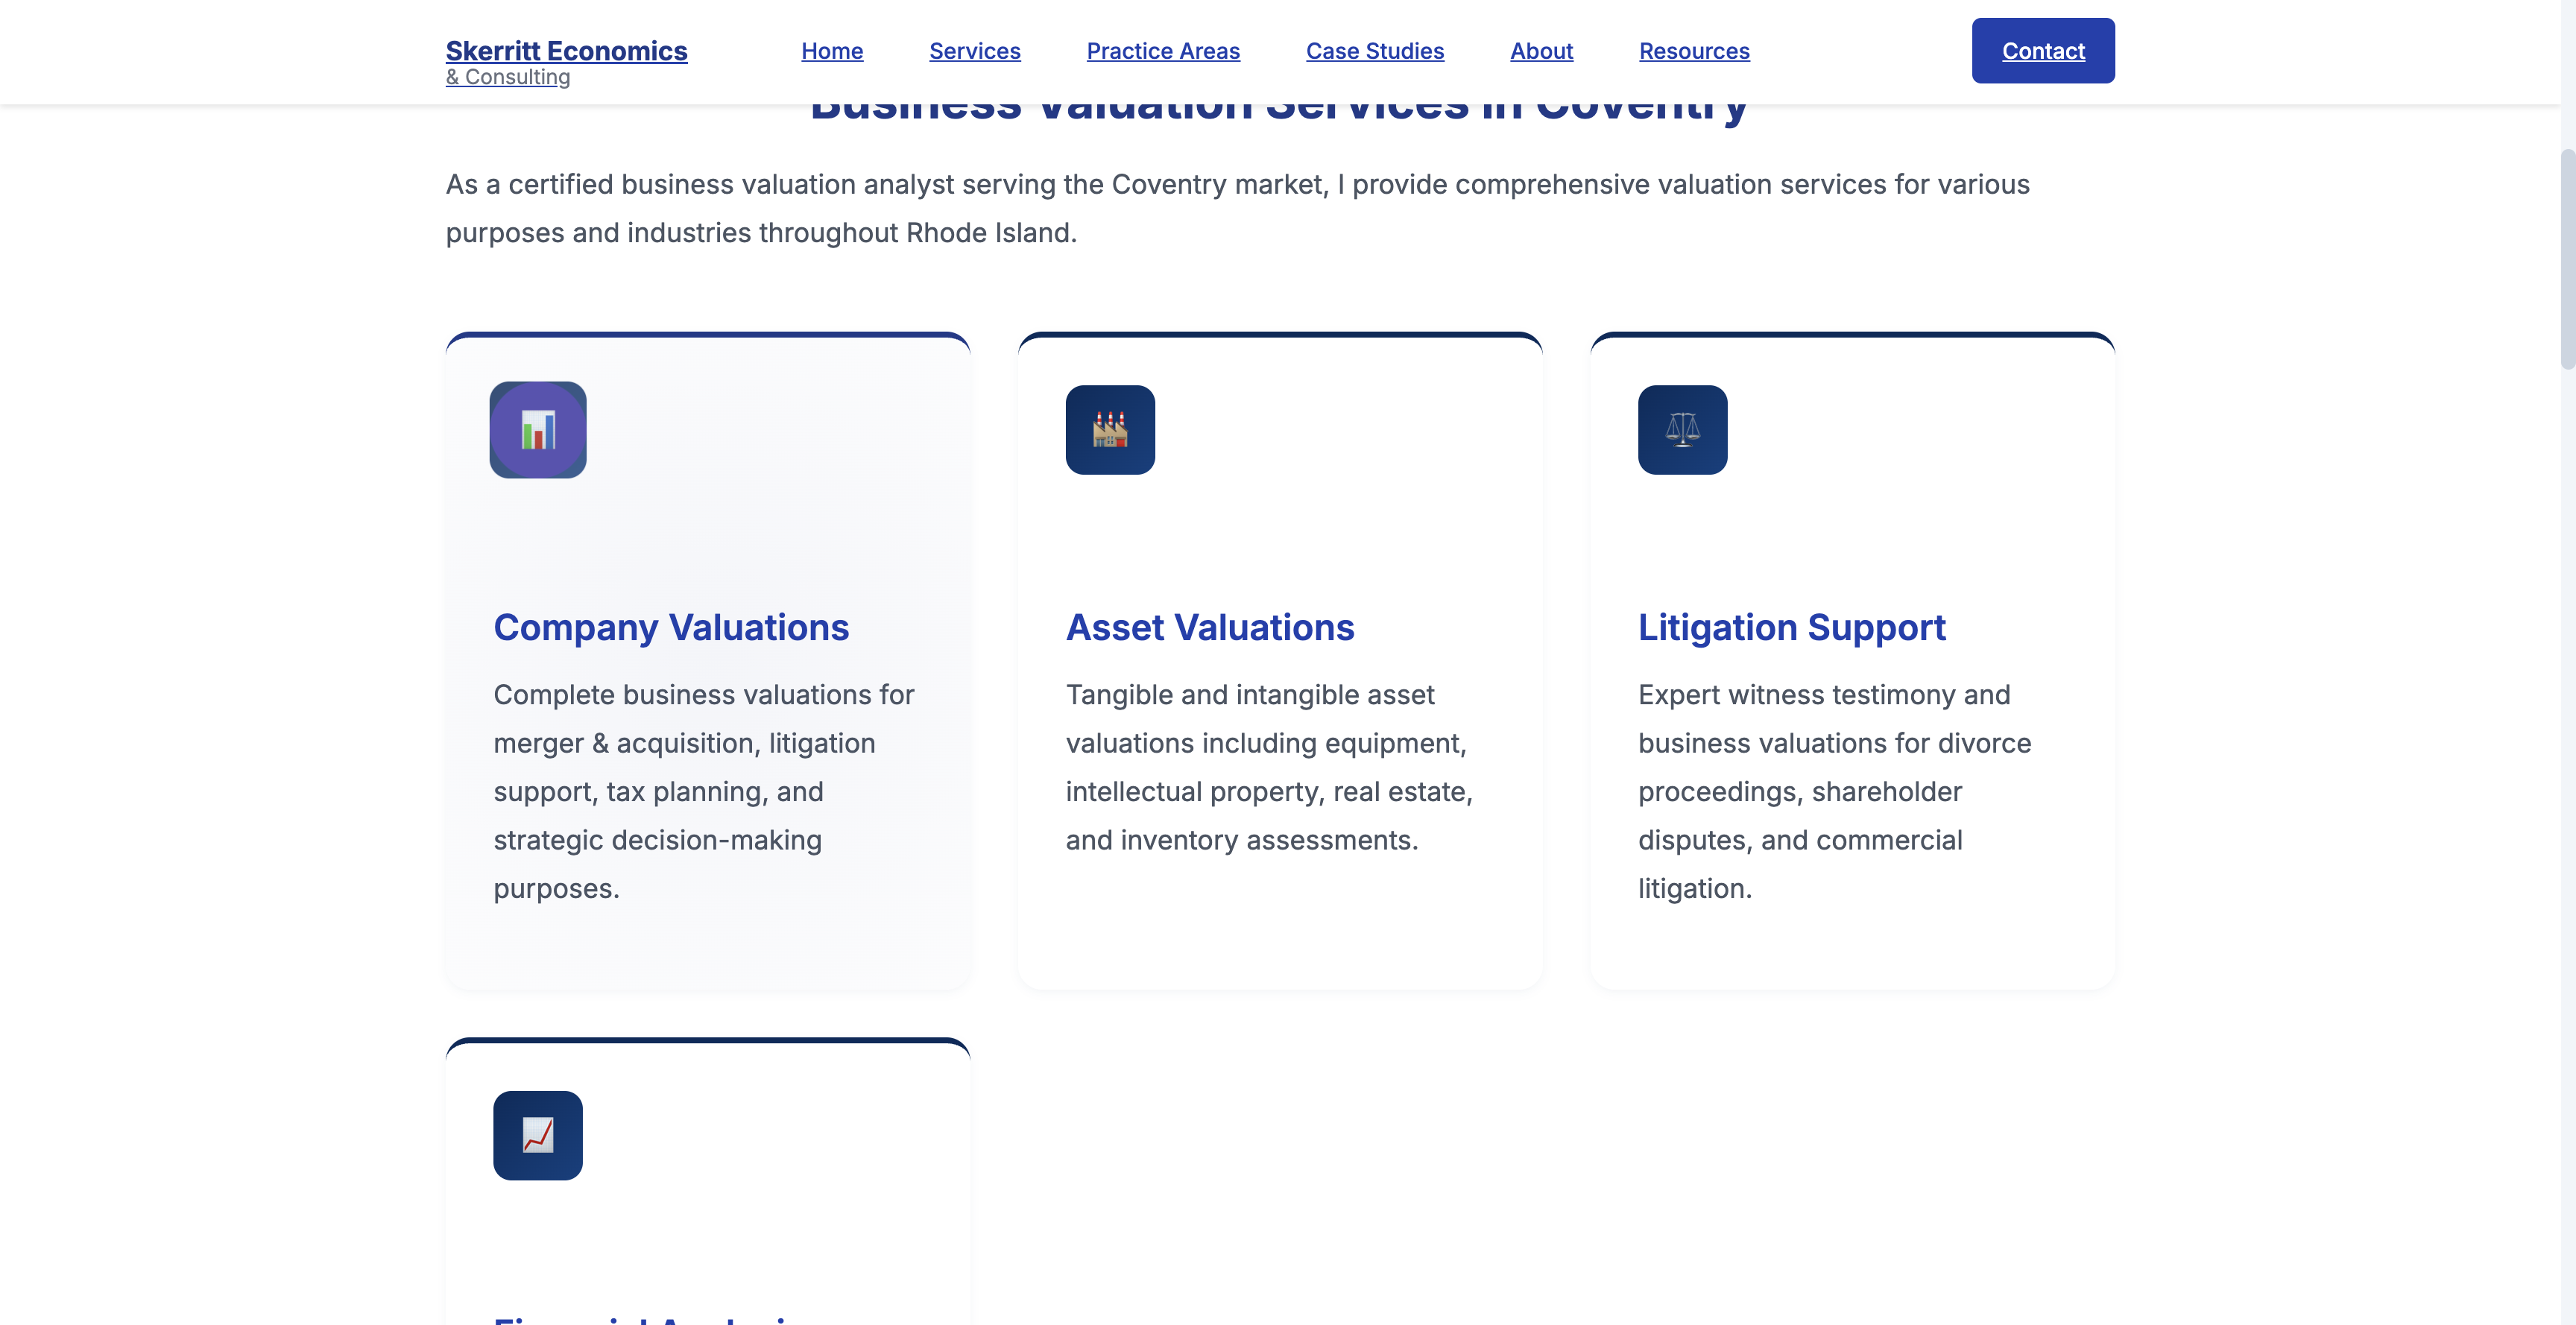 Skerritt Economics
& Consulting
Home
Services
Practice Areas
Case Studies
About
Resources
Contact
Business Valuation Services in Coventry
As a certified business valuation analyst serving the Coventry market, I provide comprehensive valuation services for various
purposes and industries throughout Rhode Island.
Company Valuations
Complete business valuations for
merger & acquisition, litigation
support, tax planning, and
strategic decision-making
purposes.
Asset Valuations
Tangible and intangible asset
valuations including equipment,
intellectual property, real estate,
and inventory assessments.
Litigation Support
Expert witness testimony and
business valuations for divorce
proceedings, shareholder
disputes, and commercial
litigation.